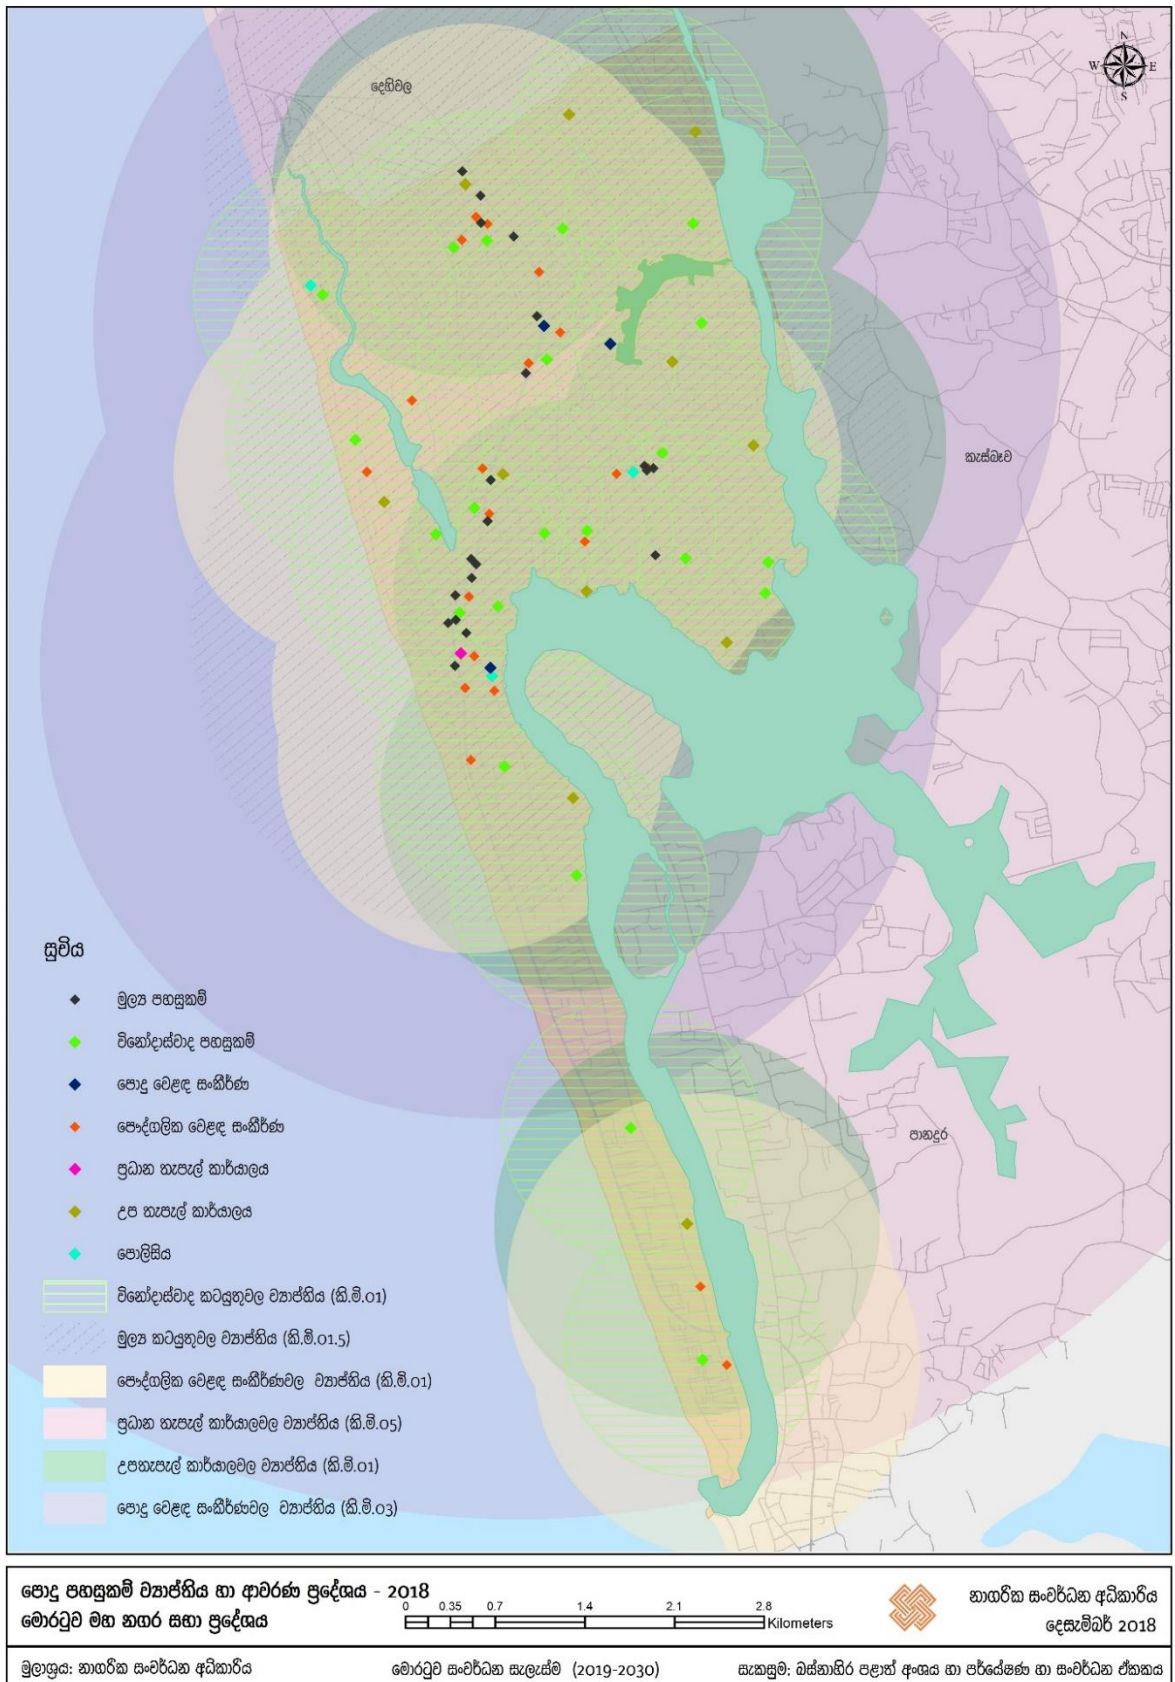 N
W E
S
දෙහිවල
කැස්බෑව
පානදුර
සුචිය
මුල්‍ය පහසුකම්
විනෝදාස්වාද පහසුකම්
පොදු වෙළඳ සංකීර්ණ
පෞද්ගලික වෙළඳ සංකීර්ණ
ප්‍රධාන තැපැල් කාර්යාලය
උප තැපැල් කාර්යාලය
පොලිසිය
විනෝදාස්වාද කටයුතුවල ව්‍යාප්තිය (කි.මි.01)
මුල්‍ය කටයුතුවල ව්‍යාප්තිය (කි.මි.01.5)
පෞද්ගලික වෙළඳ සංකීර්ණවල ව්‍යාප්තිය (කි.මි.01)
ප්‍රධාන තැපැල් කාර්යාලවල ව්‍යාප්තිය (කි.මි.05)
උපතැපැල් කාර්යාලවල ව්‍යාප්තිය (කි.මි.01)
පොදු වෙළඳ සංකීර්ණවල ව්‍යාප්තිය (කි.මි.03)
පොදු පහසුකම් ව්‍යාප්තිය හා ආවරණ ප්‍රදේශය - 2018
මොරටුව මහ නගර සභා ප්‍රදේශය
0 0.35 0.7 1.4 2.1 2.8
Kilometers
නාගරික සංවර්ධන අධිකාරිය
දෙසැම්බර් 2018
මුලාශ්‍රය: නාගරික සංවර්ධන අධිකාරිය
මොරටුව සංවර්ධන සැලැස්ම (2019-2030)
සැකසුම: බස්නාහිර පළාත් අංශය හා පර්යේෂණ හා සංවර්ධන ඒකකය